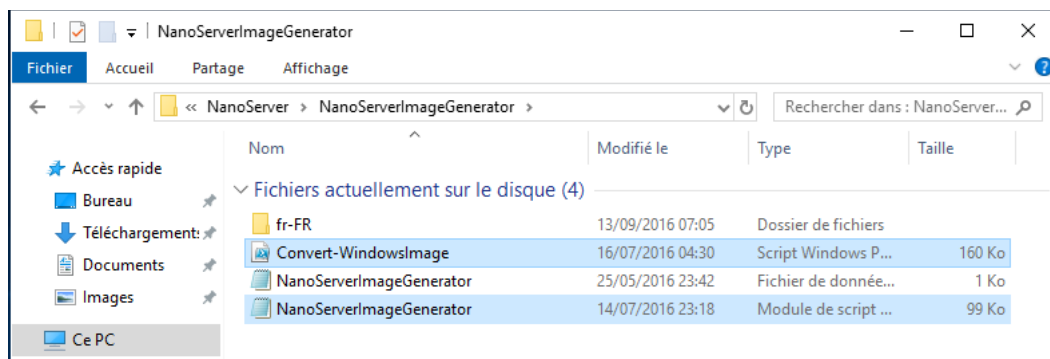 NanoServerImageGenerator
Fichier Accueil Partage Affichage
« NanoServer > NanoServerImageGenerator > Rechercher dans : NanoServer...
Nom Modifié le Type Taille
Accès rapide
Bureau
Téléchargement:
Documents
Images
Ce PC
Fichiers actuellement sur le disque (4)
fr-FR 13/09/2016 07:05 Dossier de fichiers
Convert-WindowsImage 16/07/2016 04:30 Script Windows P... 160 Ko
NanoServerImageGenerator 25/05/2016 23:42 Fichier de donnée... 1 Ko
NanoServerImageGenerator 14/07/2016 23:18 Module de script ... 99 Ko